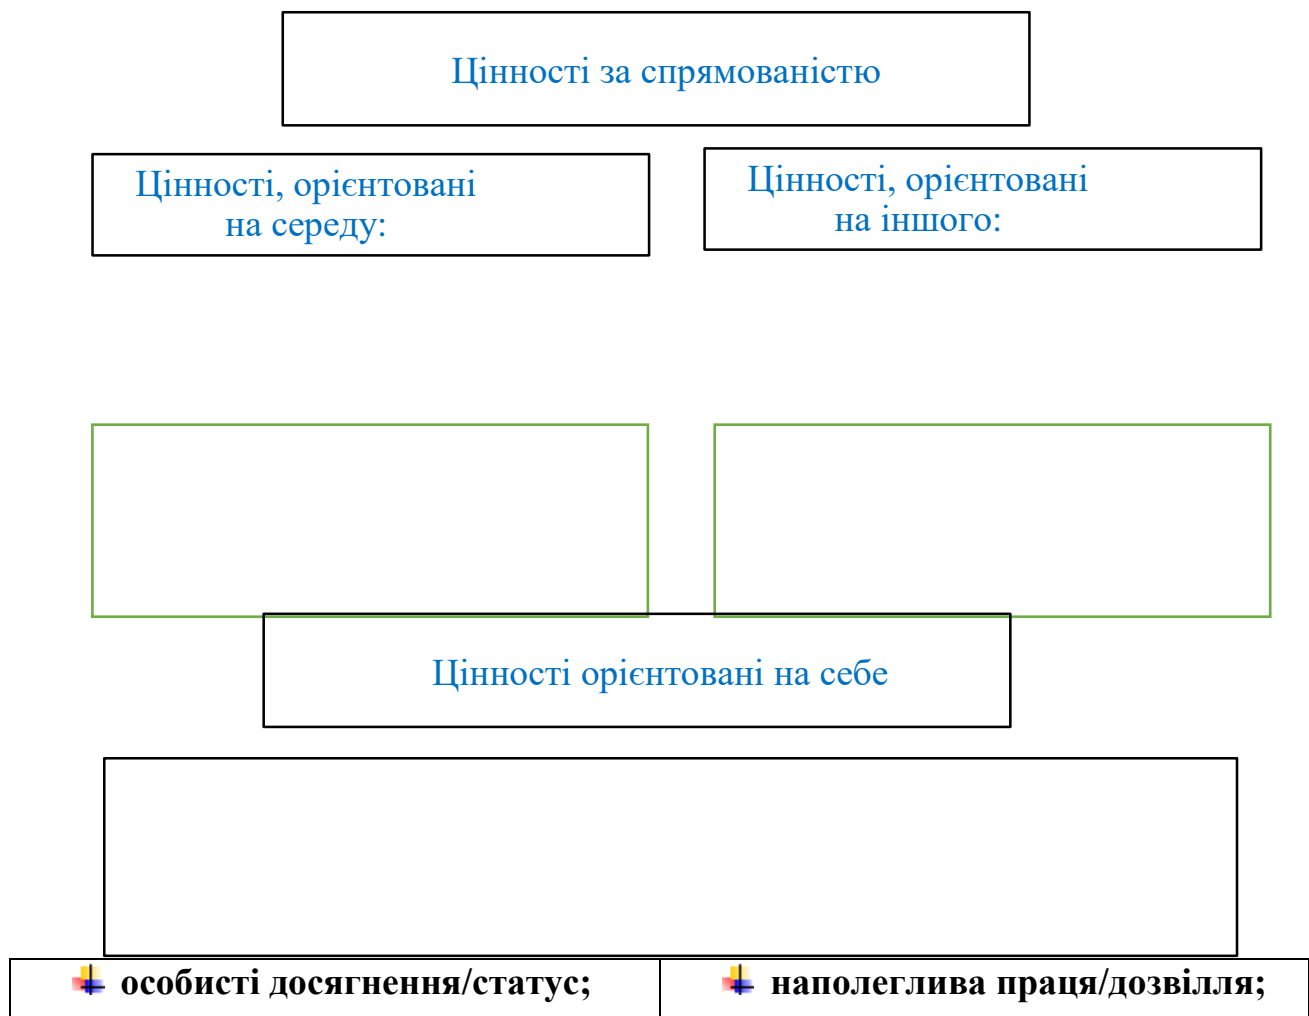 Цінності за спрямованістю
Цінності, орієнтовані
на середу:
Цінності, орієнтовані
на іншого:
Цінності орієнтовані на себе
особисті досягнення/статус;
наполеглива праця/дозвілля;